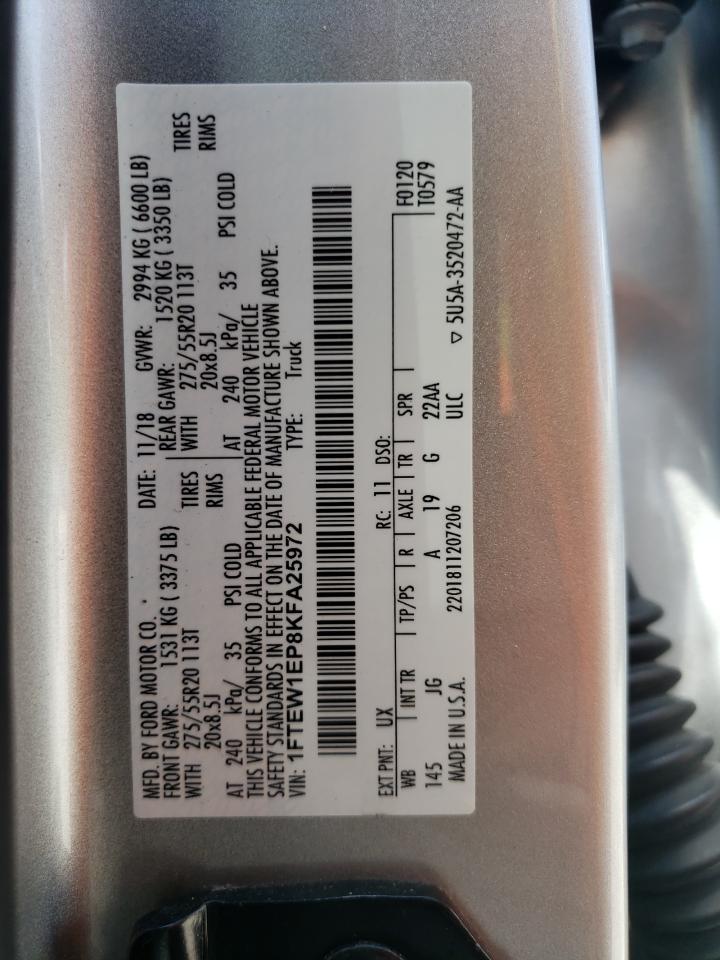 MFD. BY FORD MOTOR CO. DATE: 11/18 GVWR: 2994 KG ( 6600 LB)
FRONT GAWR: 1531 KG ( 3375 LB) REAR GAWR: 1520 KG ( 3350 LB)
WITH 275/55R20 113T TIRES WITH 275/55R20 113T TIRES
20x8.5J RIMS 20x8.5J RIMS
AT 240 kPa/ 35 PSI COLD AT 240 kPa/ 35 PSI COLD
THIS VEHICLE CONFORMS TO ALL APPLICABLE FEDERAL MOTOR VEHICLE
SAFETY STANDARDS IN EFFECT ON THE DATE OF MANUFACTURE SHOWN ABOVE.
VIN: 1FTEW1EP8KFA25972 TYPE: Truck
EXT PNT: UX RC: 11 DSO: F0120
WB INT TR TP/PS R AXLE TR SPR T0579
145 JG A 19 G 22AA
MADE IN U.S.A. 2201811207206 ULC ▽ 5U5A-3520472-AA